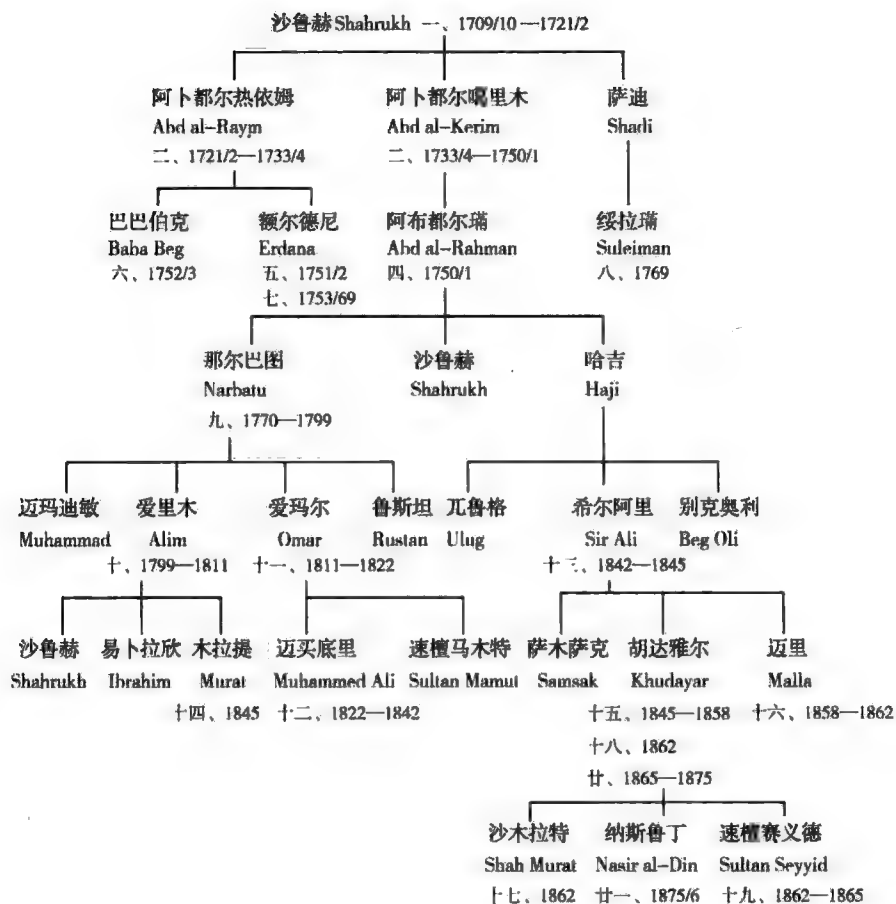 沙鲁赫 Shahrukh 一、1709/10—1721/2
阿卜都尔热依姆 阿卜都尔噶里木 萨迪
Abd al-Raym Abd al-Kerim Shadi
二、1721/2—1733/4 二、1733/4—1750/1
巴巴伯克 额尔德尼 阿布都尔璊 绥拉璊
Baba Beg Erdana Abd al-Rahman Suleiman
六、1752/3 五、1751/2 四、1750/1 八、1769
七、1753/69
那尔巴图 沙鲁赫 哈吉
Narbatu Shahrukh Haji
九、1770—1799
迈玛迪敏 爱里木 爱玛尔 鲁斯坦 兀鲁格 希尔阿里 别克奥利
Muhammad Alim Omar Rustan Ulug Sir Ali Beg Oli
十、1799—1811 十一、1811—1822 十三、1842—1845
沙鲁赫 易卜拉欣 木拉提 迈买底里 速檀马木特 萨木萨克 胡达雅尔 迈里
Shahrukh Ibrahim Murat Muhammed Ali Sultan Mamut Samsak Khudayar Malla
十四、1845 十二、1822—1842 十五、1845—1858 十六、1858—1862
十八、1862
廿、1865—1875
沙木拉特 纳斯鲁丁 速檀赛义德
Shah Murat Nasir al-Din Sultan Seyyid
十七、1862 廿一、1875/6 十九、1862—1865